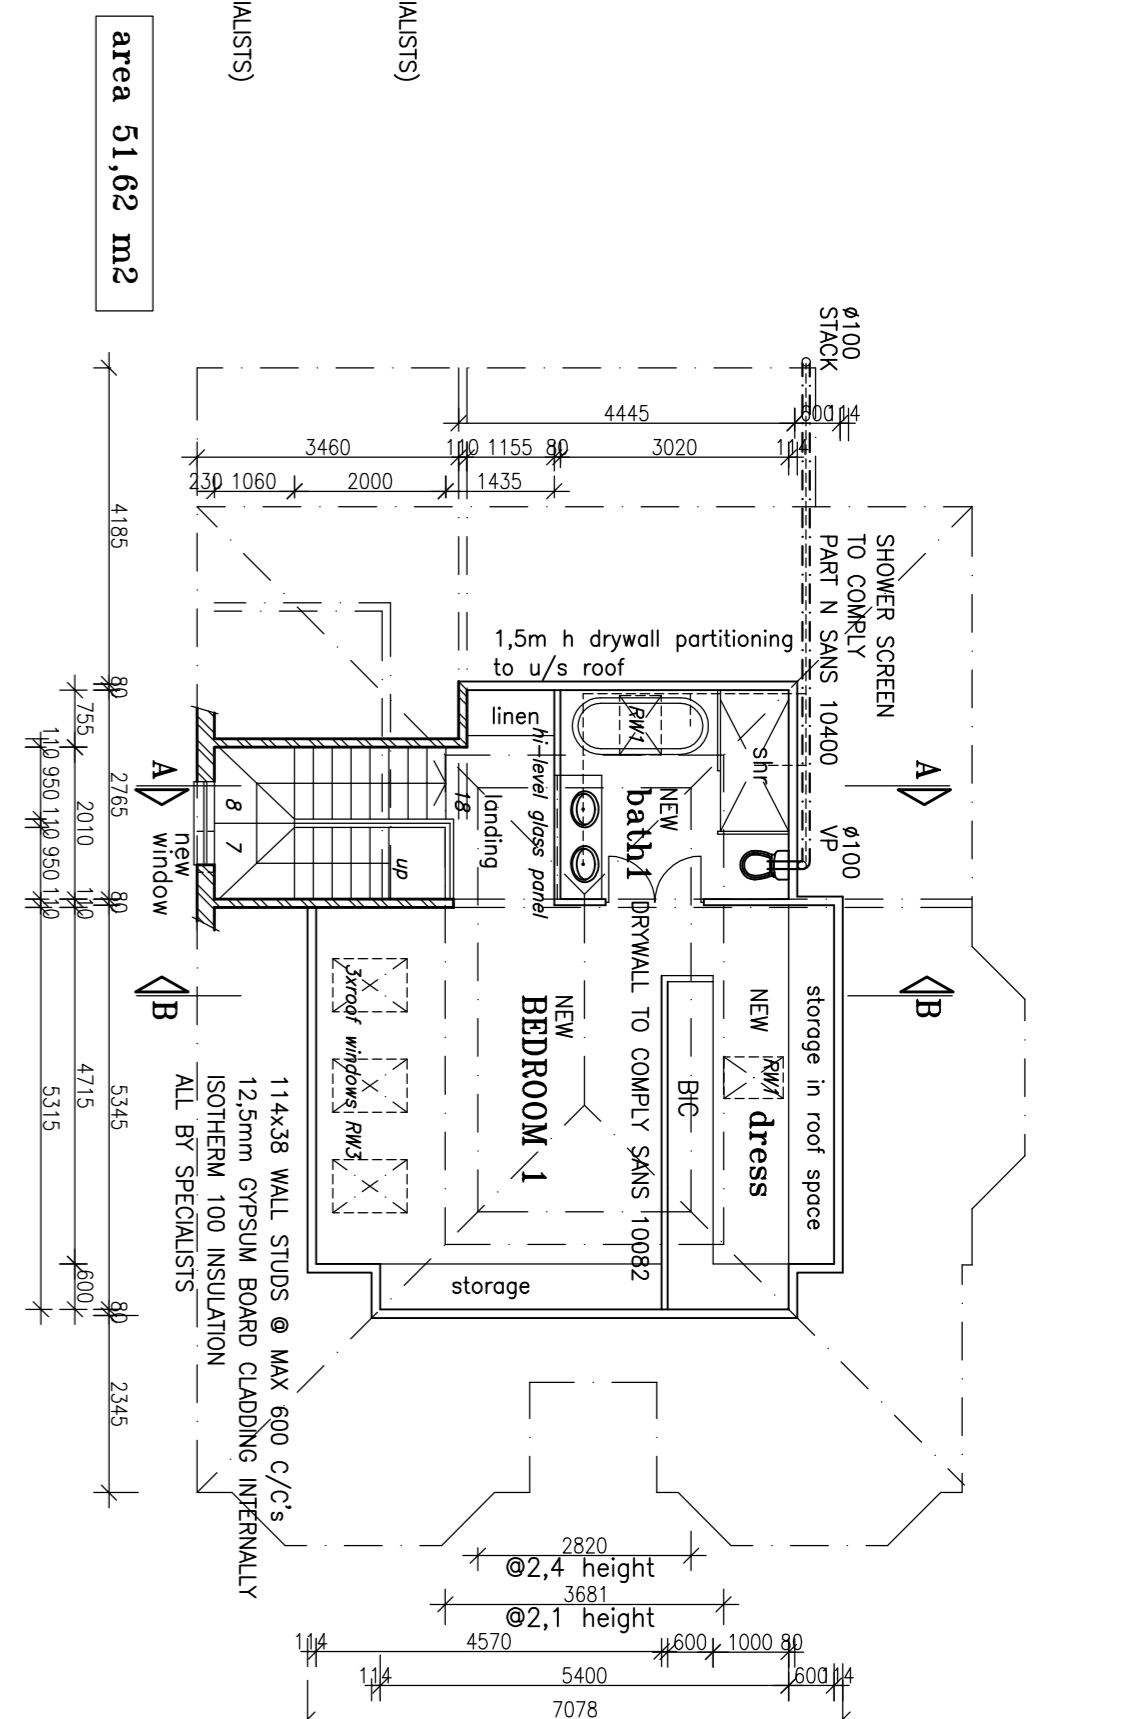 IALISTS)
IALISTS)
area 51,62 m2
ø100
STACK
4445
600
114
3460
110
1155
80
3020
114
230
1060
2000
1435
4185
SHOWER SCREEN
TO COMPLY
PART N SANS 10400
1,5m h drywall partitioning
to u/s roof
80
755
110
950
110
950
110
2765
2010
110
80
linen
hi-level glass panel
RW1
shr
A
A
18
landing
8
7
up
new
window
NEW
bath1
ø100
VP
B
B
3xroof windows RW3
NEW
BEDROOM 1
DRYWALL TO COMPLY SANS 10082
BIC
NEW
RW1
dress
storage in roof space
storage
4715
5345
5315
600
80
2345
114x38 WALL STUDS @ MAX 600 C/C's
12,5mm GYPSUM BOARD CLADDING INTERNALLY
ISOTHERM 100 INSULATION
ALL BY SPECIALISTS
2820
@2,4 height
3681
@2,1 height
114
4570
600
1000
80
114
5400
600
114
7078